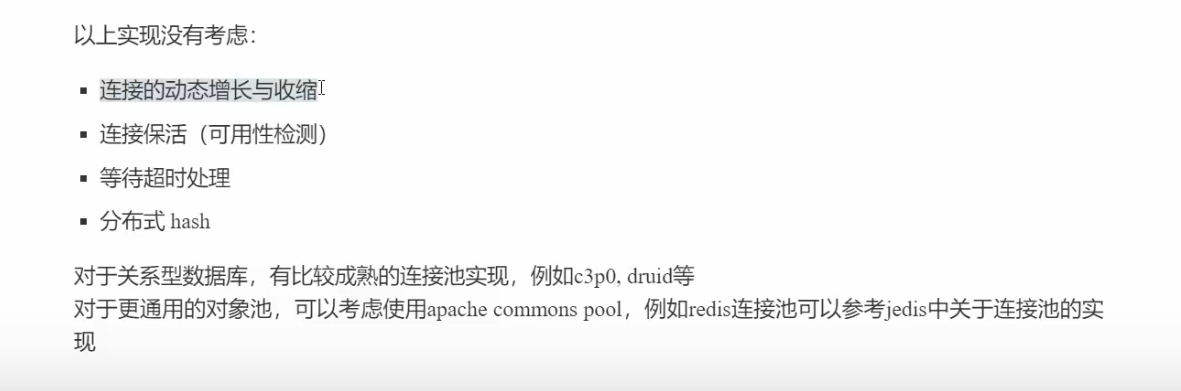 以上实现没有考虑：
▪ 连接的动态增长与收缩
▪ 连接保活（可用性检测）
▪ 等待超时处理
▪ 分布式 hash
对于关系型数据库，有比较成熟的连接池实现，例如c3p0, druid等
对于更通用的对象池，可以考虑使用apache commons pool，例如redis连接池可以参考jedis中关于连接池的实
现